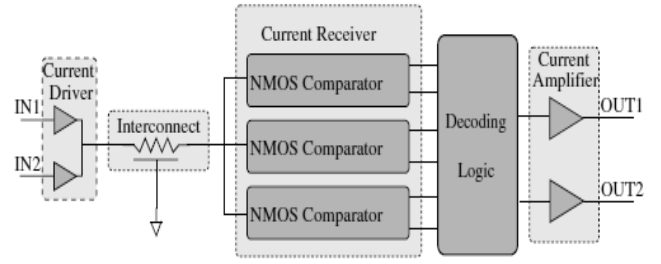 Current
Driver
IN1
IN2
Interconnect
Current Receiver
NMOS Comparator
NMOS Comparator
NMOS Comparator
Decoding
Logic
Current
Amplifier
OUT1
OUT2